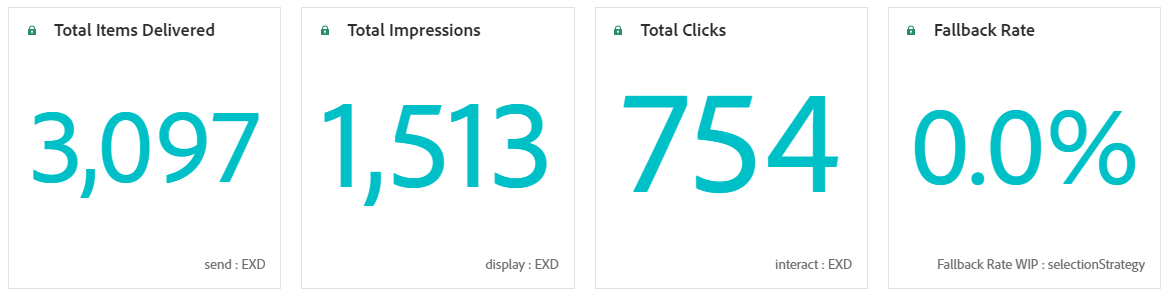 Total Items Delivered
3,097
send : EXD
Total Impressions
1,513
display : EXD
Total Clicks
754
interact : EXD
Fallback Rate
0.0%
Fallback Rate WIP : selectionStrategy